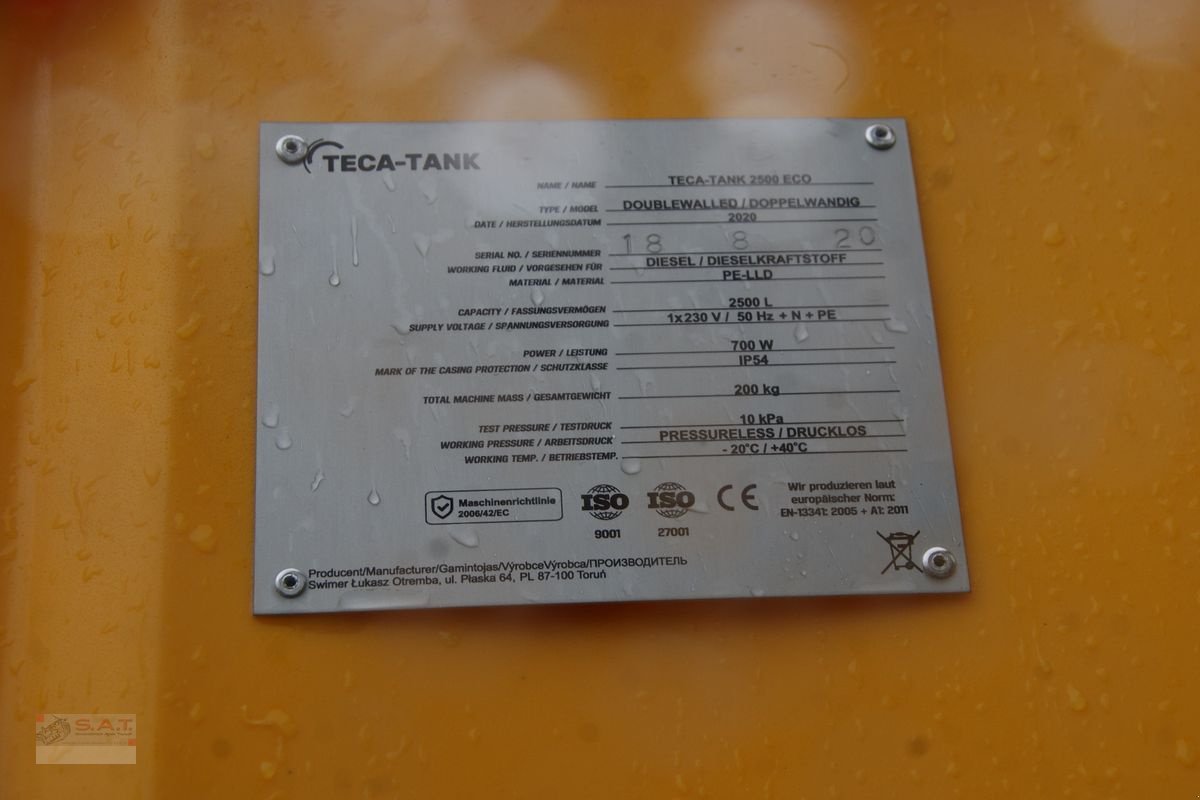 TECA-TANK
NAME / NAME TECA-TANK 2500 ECO
TYPE / MODEL DOUBLEWALLED / DOPPELWANDIG
DATE / HERSTELLUNGSDATUM 2020
SERIAL NO. / SERIENNUMMER 18 8 20
WORKING FLUID / VORGESEHEN FÜR DIESEL / DIESELKRAFTSTOFF
MATERIAL / MATERIAL PE-LLD
CAPACITY / FASSUNGSVERMÖGEN 2500 L
SUPPLY VOLTAGE / SPANNUNGSVERSORGUNG 1x230 V / 50 Hz + N + PE
POWER / LEISTUNG 700 W
MARK OF THE CASING PROTECTION / SCHUTZKLASSE IP54
TOTAL MACHINE MASS / GESAMTGEWICHT 200 kg
TEST PRESSURE / TESTDRUCK 10 kPa
WORKING PRESSURE / ARBEITSDRUCK PRESSURELESS / DRUCKLOS
WORKING TEMP. / BETRIEBSTEMP. - 20°C / +40°C
Maschinenrichtlinie
2006/42/EC
ISO
9001
ISO
27001
CE
Wir produzieren laut
europäischer Norm:
EN-13341: 2005 + A1: 2011
Producent/Manufacturer/Gamintojas/VýrobceVýrobca/ПРОИЗВОДИТЕЛЬ
Swimer Łukasz Otremba, ul. Płaska 64, PL 87-100 Toruń
S.A.T.